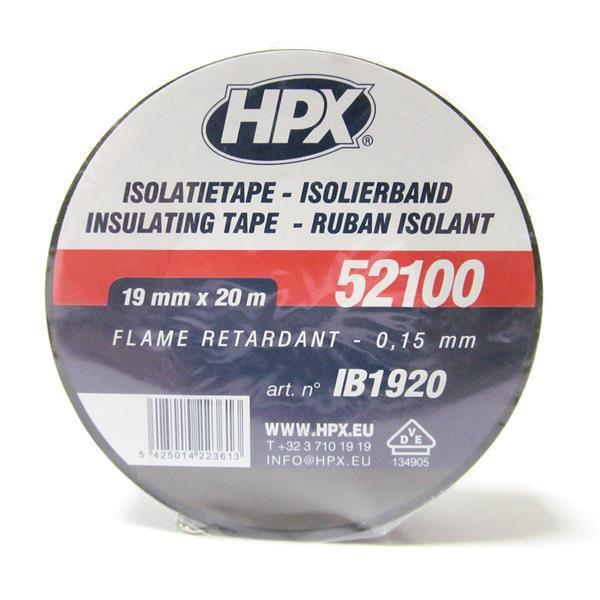 HPX®
ISOLATIETAPE - ISOLIERBAND
INSULATING TAPE - RUBAN ISOLANT
19 mm x 20 m 52100
FLAME RETARDANT - 0,15 mm
art. n° IB1920
WWW.HPX.EU
T +32 3 710 19 19
INFO@HPX.EU
5 425014 223613
DVE
134905